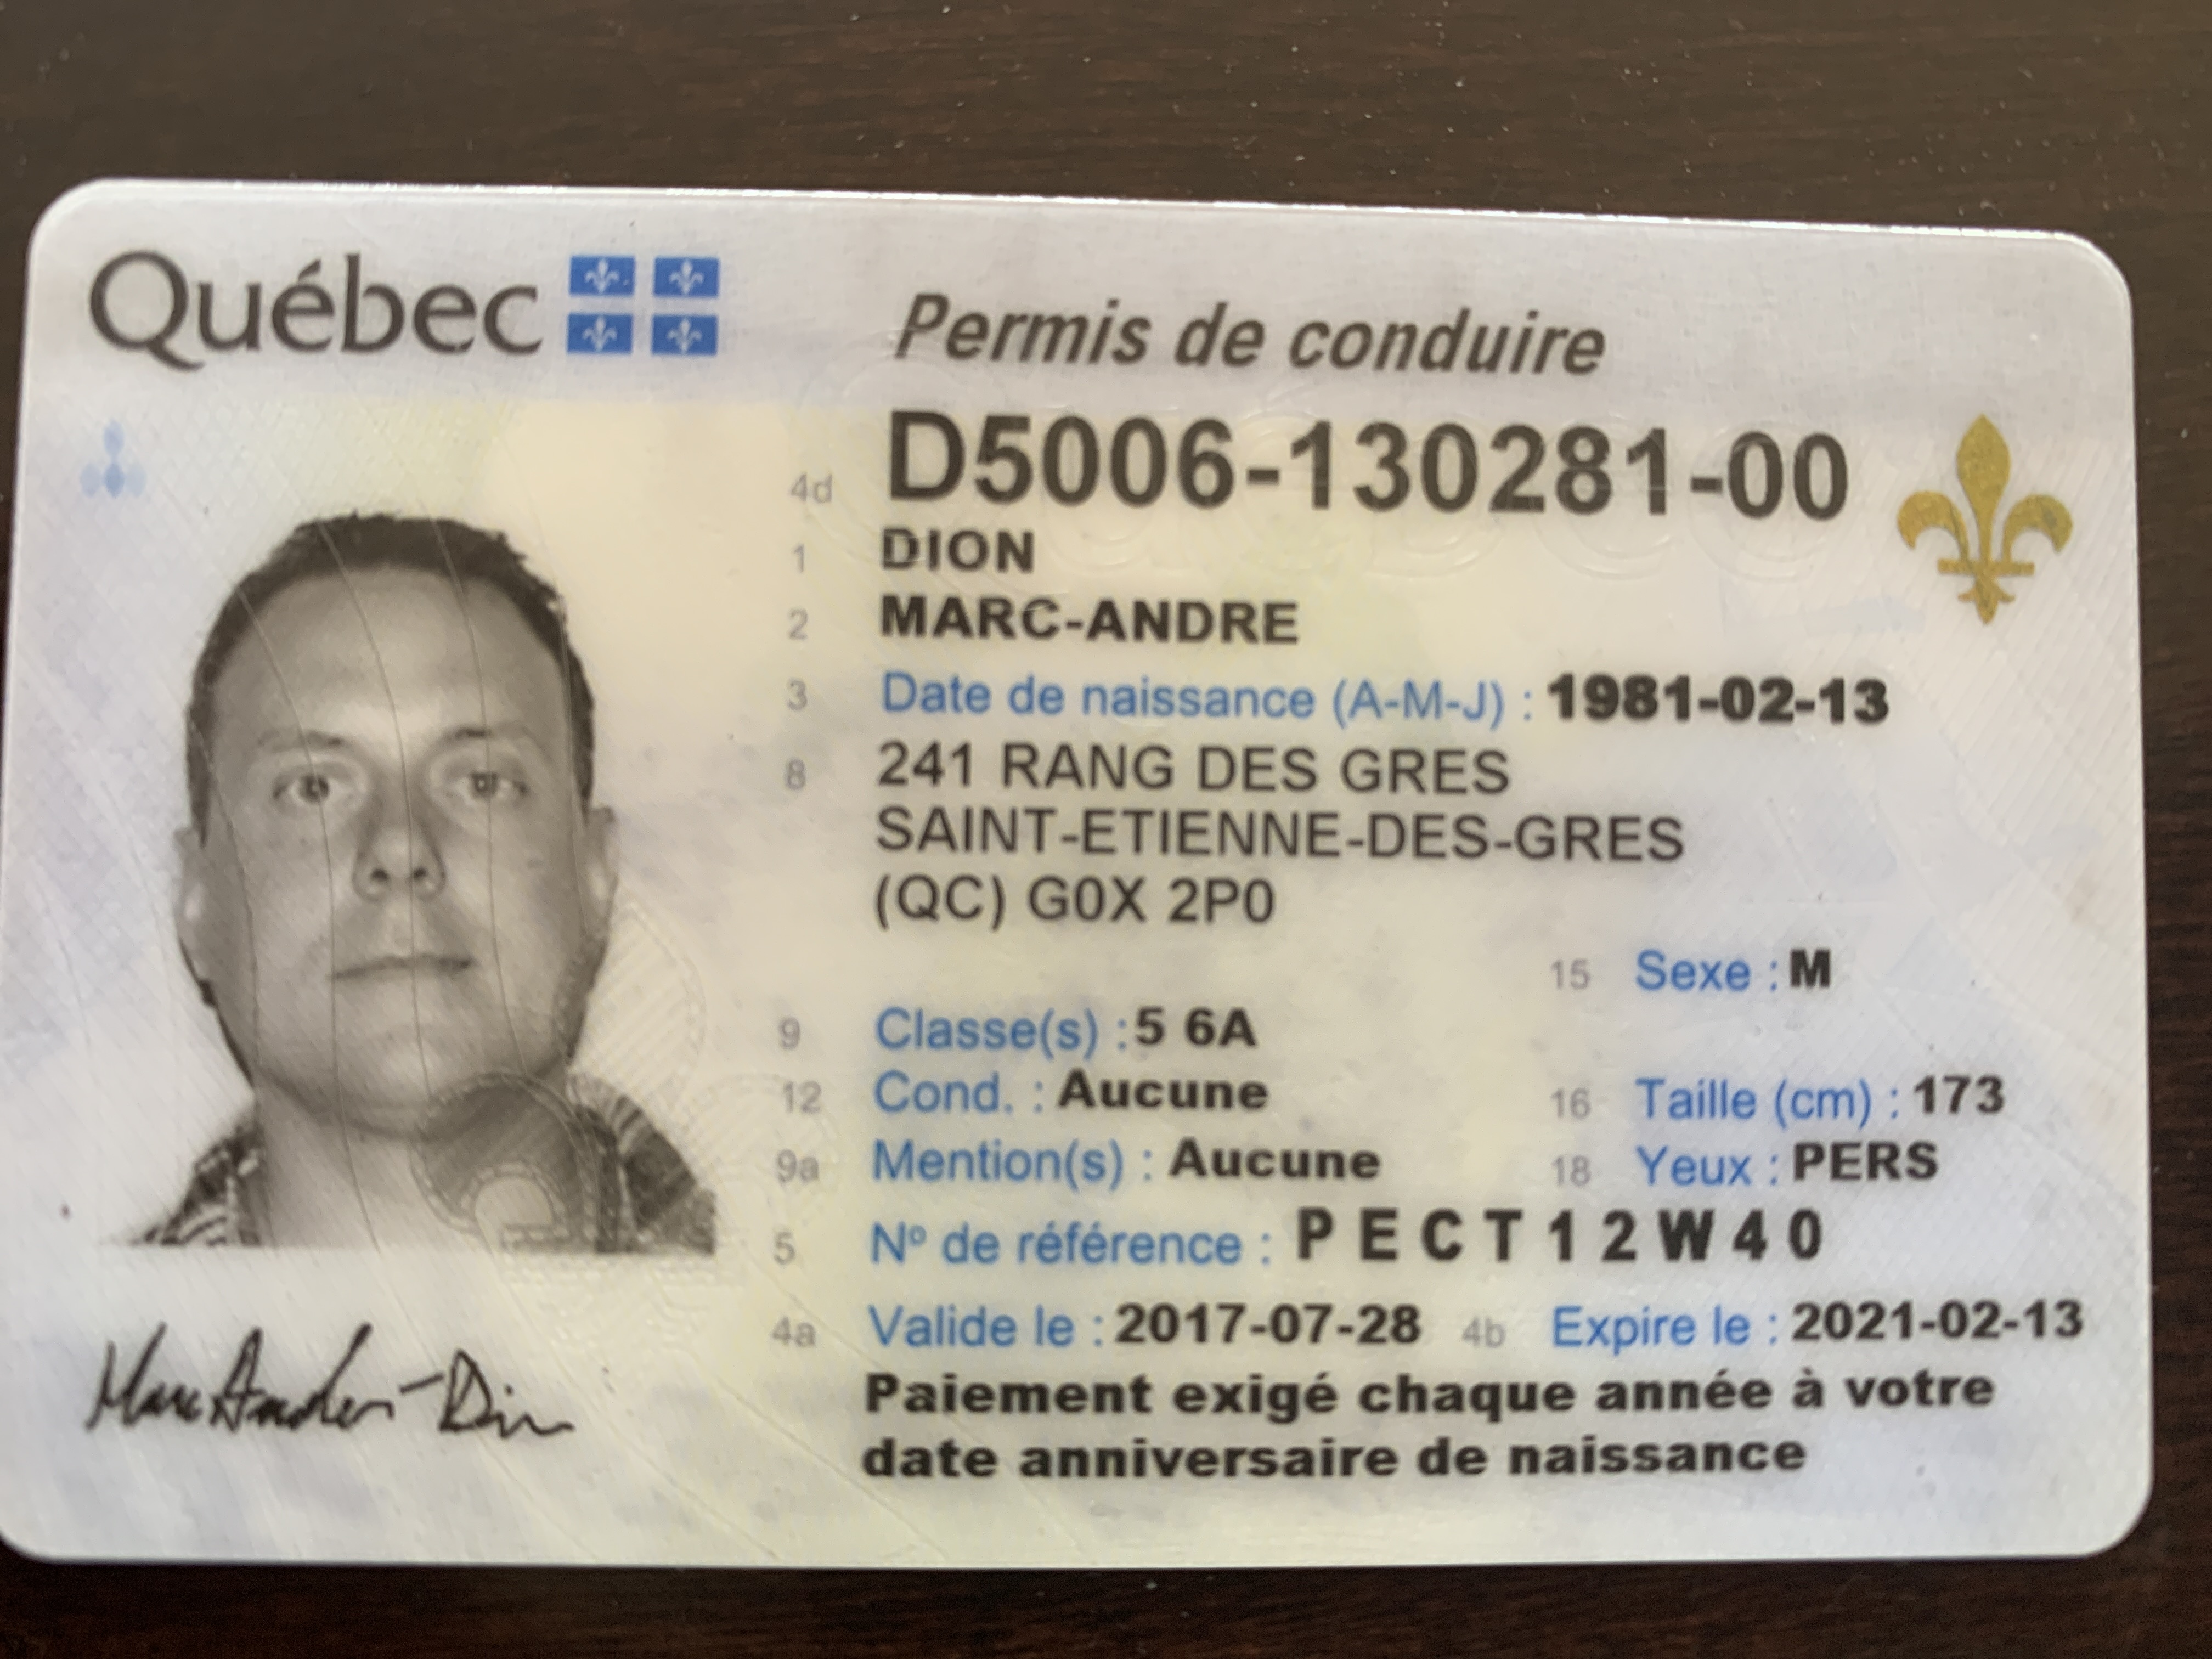 Québec
Permis de conduire
4d D5006-130281-00
1 DION
2 MARC-ANDRE
3 Date de naissance (A-M-J) : 1981-02-13
8 241 RANG DES GRES
SAINT-ETIENNE-DES-GRES
(QC) G0X 2P0
15 Sexe : M
9 Classe(s) : 5 6A
16 Taille (cm) : 173
12 Cond. : Aucune
18 Yeux : PERS
9a Mention(s) : Aucune
5 Nº de référence : PECT12W40
4a Valide le : 2017-07-28 4b Expire le : 2021-02-13
Paiement exigé chaque année à votre
date anniversaire de naissance
Marc-André Dion